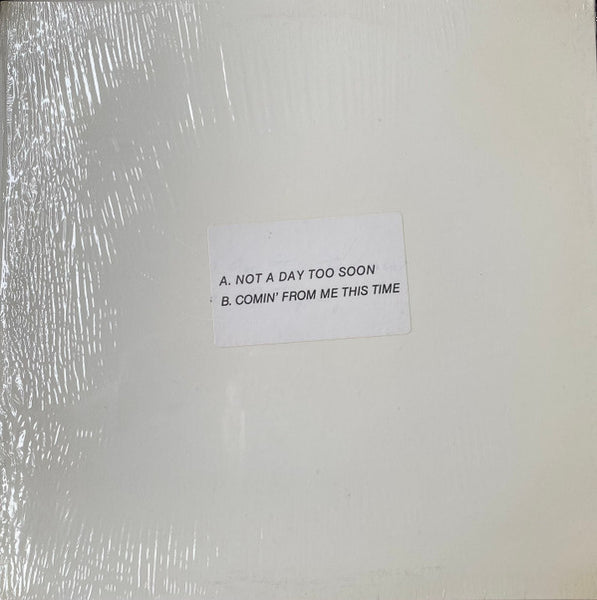 A. NOT A DAY TOO SOON
B. COMIN' FROM ME THIS TIME